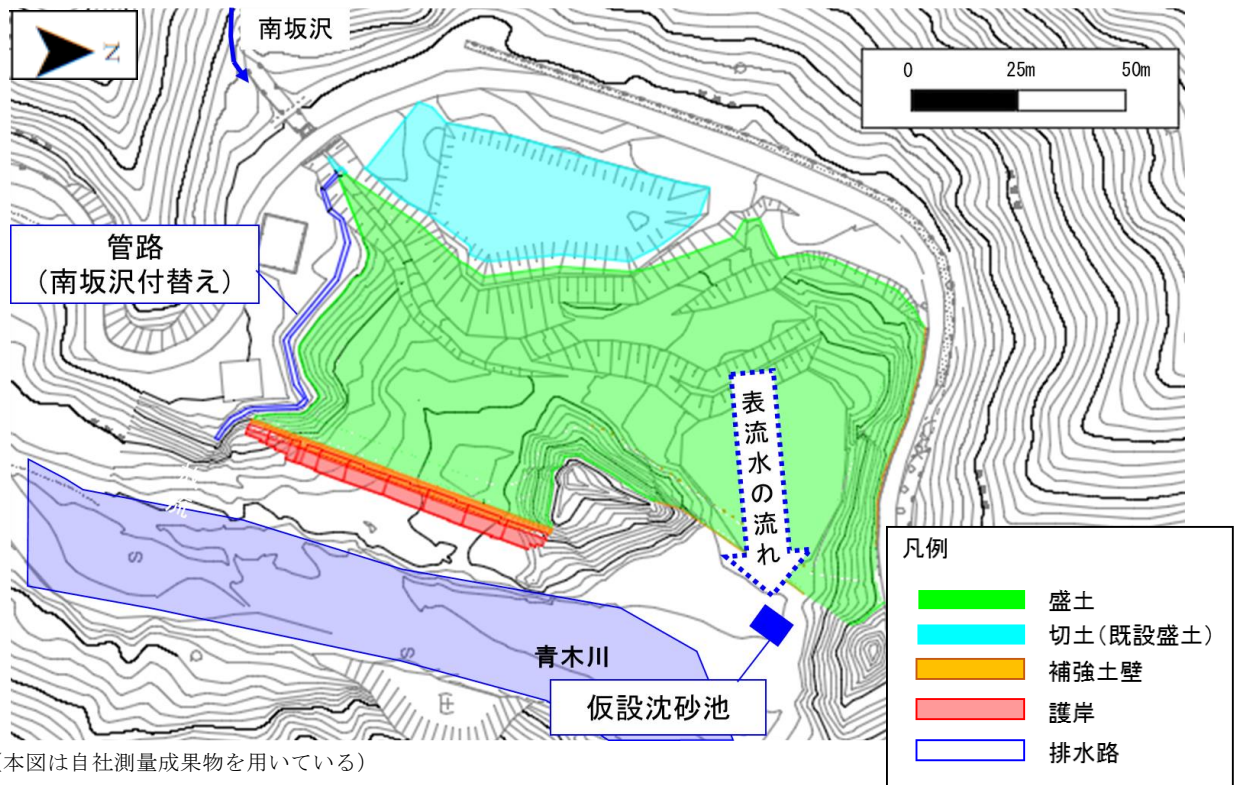 N
南坂沢
0 25m 50m
管路
(南坂沢付替え)
表流水の流れ
青木川
仮設沈砂池
凡例
盛土
切土(既設盛土)
補強土壁
護岸
排水路
(本図は自社測量成果物を用いている)